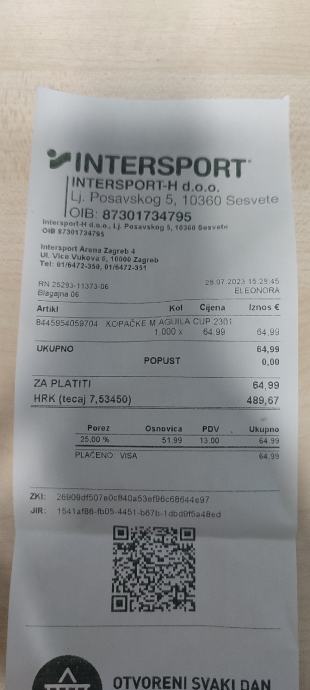 INTERSPORT
INTERSPORT-H d.o.o.
Lj. Posavskog 5, 10360 Sesvete
OIB: 87301734795
Intersport-H d.o.o., Lj. Posavskog 5, 10360 Sesvete
OIB 87301734795
Intersport Arena Zagreb 4
Ul. Vice Vukova 6, 10000 Zagreb
Tel: 01/6472-350, 01/6472-351
RN 25293-11373-06 28.07.2023 15:29:45
Blagajna 06 ELEONORA
Artikl Kol Cijena Iznos €
8445954059704 KOPAČKE M AGUILA CUP 2301
1,000 x 64,99 64,99
UKUPNO 64,99
POPUST 0,00
ZA PLATITI 64,99
HRK (tecaj 7,53450) 489,67
Porez Osnovica PDV Ukupno
25,00 % 51,99 13,00 64,99
PLAĆENO: VISA 64,99
ZKI:
JIR:
OTVORENI SVAKI DAN